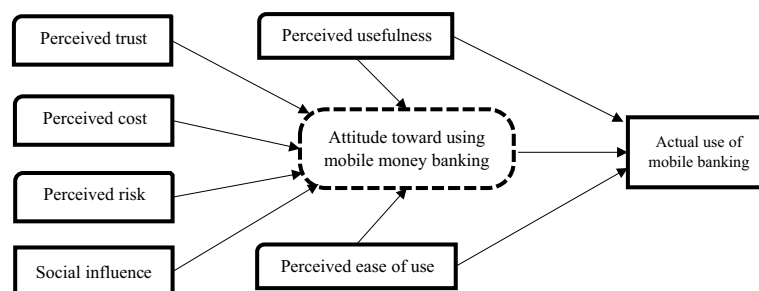 Perceived trust
Perceived usefulness
Perceived cost
Attitude toward using
mobile money banking
Actual use of
mobile banking
Perceived risk
Social influence
Perceived ease of use